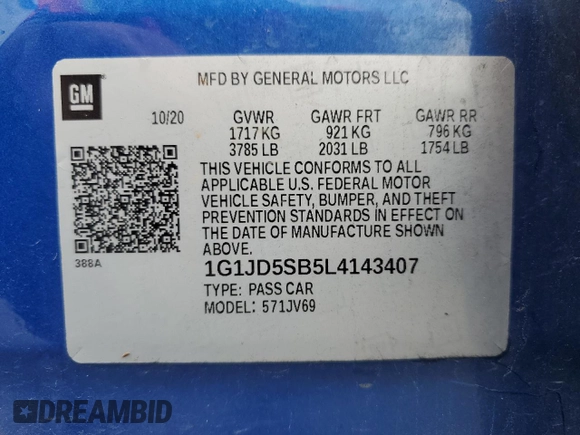 GM
MFD BY GENERAL MOTORS LLC
10/20 GVWR GAWR FRT GAWR RR
1717 KG 921 KG 796 KG
3785 LB 2031 LB 1754 LB
THIS VEHICLE CONFORMS TO ALL
APPLICABLE U.S. FEDERAL MOTOR
VEHICLE SAFETY, BUMPER, AND THEFT
PREVENTION STANDARDS IN EFFECT ON
THE DATE OF MANUFACTURE SHOWN
ABOVE.
388A
1G1JD5SB5L4143407
TYPE: PASS CAR
MODEL: 571JV69
DREAMBID